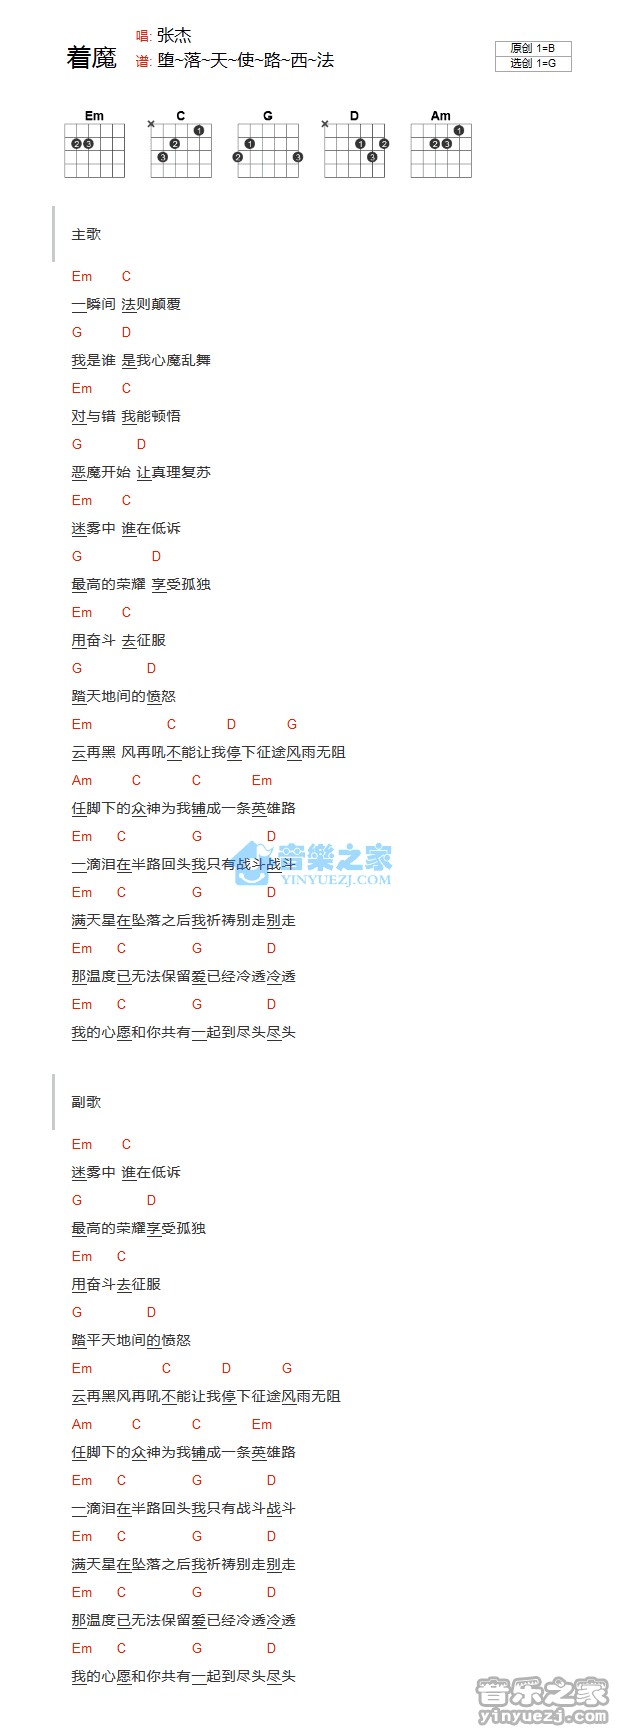 着魔
唱: 张杰
谱: 堕~落~天~使~路~西~法
原创 1=B
选创 1=G
Em C G D Am
主歌
Em C
一瞬间 法则颠覆
G D
我是谁 是我心魔乱舞
Em C
对与错 我能顿悟
G D
恶魔开始 让真理复苏
Em C
迷雾中 谁在低诉
G D
最高的荣耀 享受孤独
Em C
用奋斗 去征服
G D
踏天地间的愤怒
Em C D G
云再黑 风再吼不能让我停下征途风雨无阻
Am C C Em
任脚下的众神为我铺成一条英雄路
Em C G D
一滴泪在半路回头我只有战斗战斗
Em C G D
满天星在坠落之后我祈祷别走别走
Em C G D
那温度已无法保留爱已经冷透冷透
Em C G D
我的心愿和你共有一起到尽头尽头
副歌
Em C
迷雾中 谁在低诉
G D
最高的荣耀享受孤独
Em C
用奋斗去征服
G D
踏平天地间的愤怒
Em C D G
云再黑风再吼不能让我停下征途风雨无阻
Am C C Em
任脚下的众神为我铺成一条英雄路
Em C G D
一滴泪在半路回头我只有战斗战斗
Em C G D
满天星在坠落之后我祈祷别走别走
Em C G D
那温度已无法保留爱已经冷透冷透
Em C G D
我的心愿和你共有一起到尽头尽头
音樂之家
YINYUEZJ.COM
音乐之家
yinyuezj.com